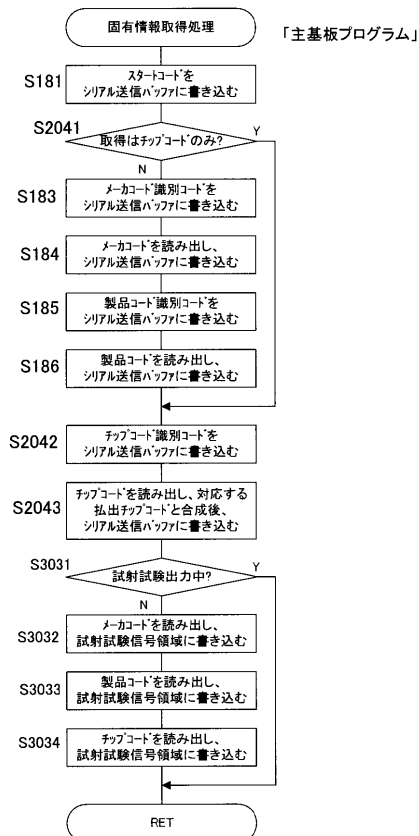 固有情報取得処理
「主基板プログラム」
S181
スタートコードを
シリアル送信バッファに書き込む
S2041
取得はチップコードのみ?
Y
N
S183
メーカコード識別コードを
シリアル送信バッファに書き込む
S184
メーカコードを読み出し、
シリアル送信バッファに書き込む
S185
製品コード識別コードを
シリアル送信バッファに書き込む
S186
製品コードを読み出し、
シリアル送信バッファに書き込む
S2042
チップコード識別コードを
シリアル送信バッファに書き込む
S2043
チップコードを読み出し、対応する
払出チップコードと合成後、
シリアル送信バッファに書き込む
S3031
試射試験出力中?
Y
N
S3032
メーカコードを読み出し、
試射試験信号領域に書き込む
S3033
製品コードを読み出し、
試射試験信号領域に書き込む
S3034
チップコードを読み出し、
試射試験信号領域に書き込む
RET